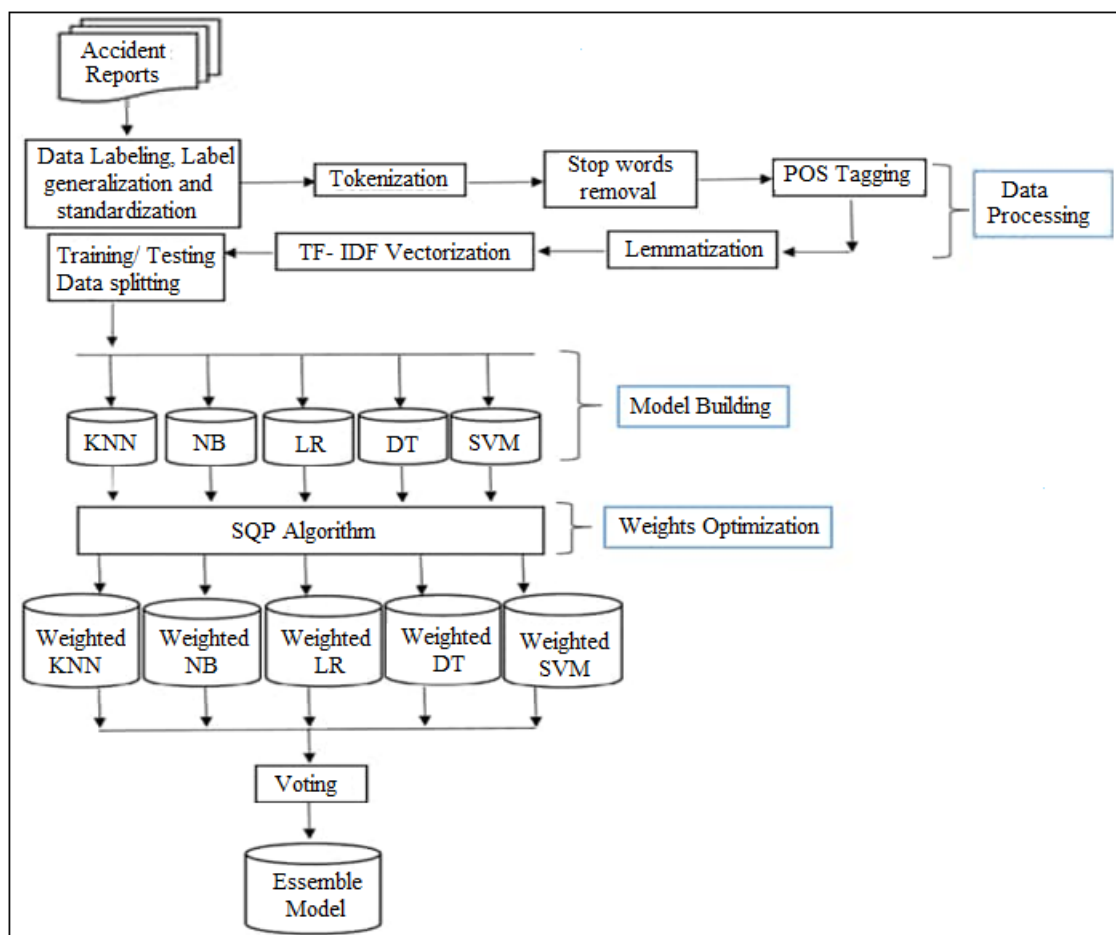 Accident
Reports
Data Labeling, Label
generalization and
standardization
Tokenization
Stop words
removal
POS Tagging
Data
Processing
Lemmatization
TF- IDF Vectorization
Training/ Testing
Data splitting
KNN
NB
LR
DT
SVM
Model Building
SQP Algorithm
Weights Optimization
Weighted
KNN
Weighted
NB
Weighted
LR
Weighted
DT
Weighted
SVM
Voting
Essemble
Model